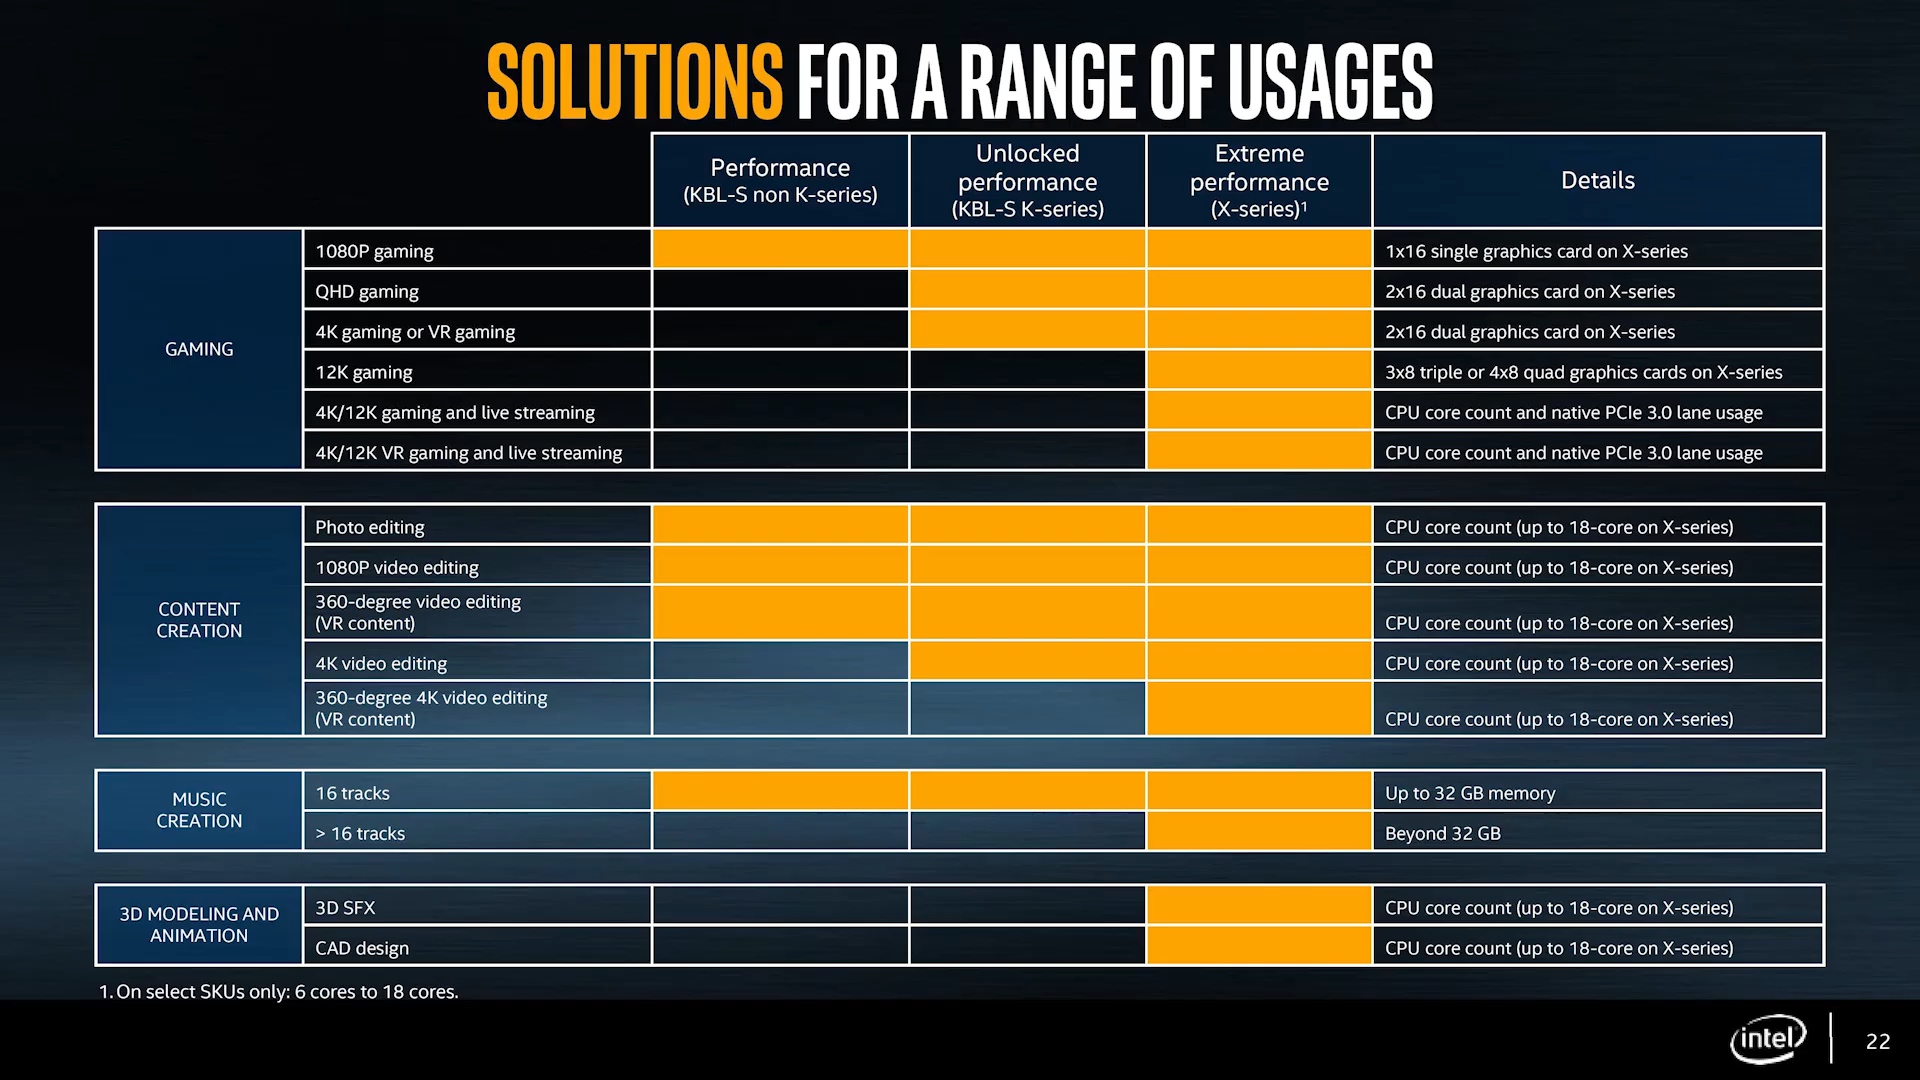 SOLUTIONS FOR A RANGE OF USAGES
Performance
(KBL-S non K-series)
Unlocked
performance
(KBL-S K-series)
Extreme
performance
(X-series)¹
Details
GAMING
1080P gaming
1x16 single graphics card on X-series
QHD gaming
2x16 dual graphics card on X-series
4K gaming or VR gaming
2x16 dual graphics card on X-series
12K gaming
3x8 triple or 4x8 quad graphics cards on X-series
4K/12K gaming and live streaming
CPU core count and native PCIe 3.0 lane usage
4K/12K VR gaming and live streaming
CPU core count and native PCIe 3.0 lane usage
CONTENT
CREATION
Photo editing
CPU core count (up to 18-core on X-series)
1080P video editing
CPU core count (up to 18-core on X-series)
360-degree video editing
(VR content)
CPU core count (up to 18-core on X-series)
4K video editing
CPU core count (up to 18-core on X-series)
360-degree 4K video editing
(VR content)
CPU core count (up to 18-core on X-series)
MUSIC
CREATION
16 tracks
Up to 32 GB memory
> 16 tracks
Beyond 32 GB
3D MODELING AND
ANIMATION
3D SFX
CPU core count (up to 18-core on X-series)
CAD design
CPU core count (up to 18-core on X-series)
1. On select SKUs only: 6 cores to 18 cores.
intel
22